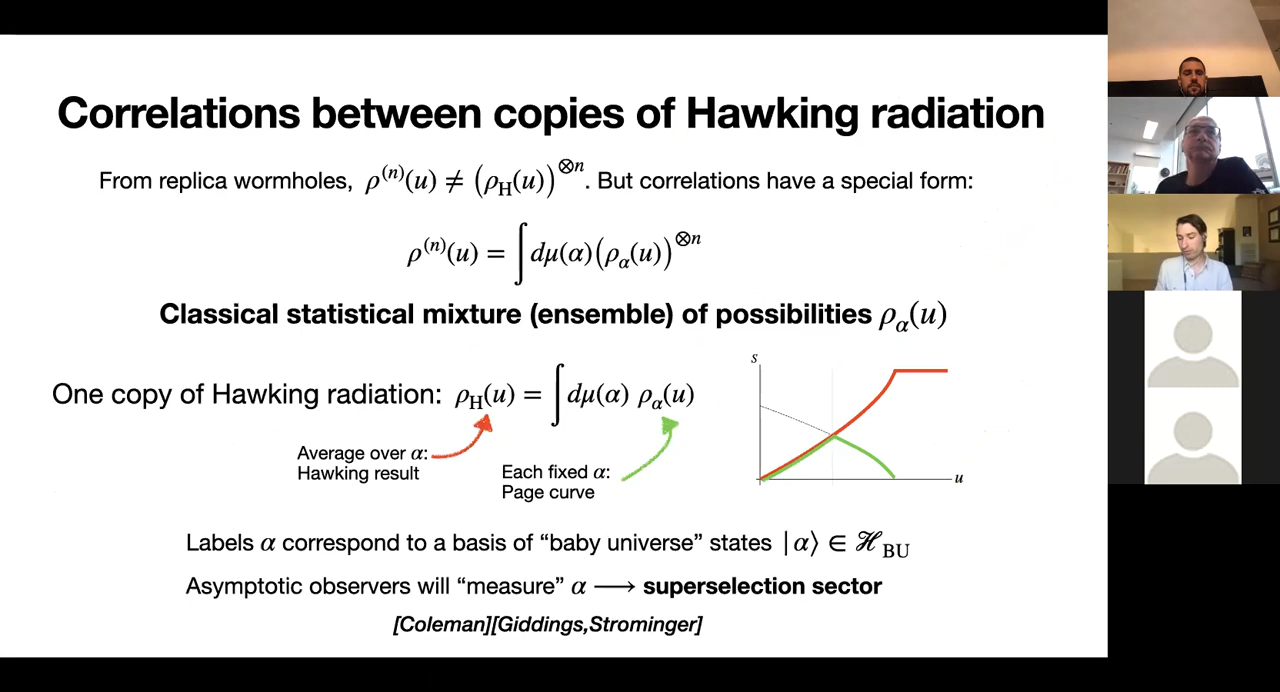 Correlations between copies of Hawking radiation
From replica wormholes, ρ⁽ⁿ⁾(u) ≠ (ρ_H(u))^⊗n. But correlations have a special form:
ρ⁽ⁿ⁾(u) = ∫ dμ(α)(ρ_α(u))^⊗n
Classical statistical mixture (ensemble) of possibilities ρ_α(u)
One copy of Hawking radiation: ρ_H(u) = ∫ dμ(α) ρ_α(u)
Average over α:
Hawking result
Each fixed α:
Page curve
S
u
Labels α correspond to a basis of “baby universe” states |α⟩ ∈ ℋ_BU
Asymptotic observers will “measure” α ⟶ superselection sector
[Coleman][Giddings,Strominger]